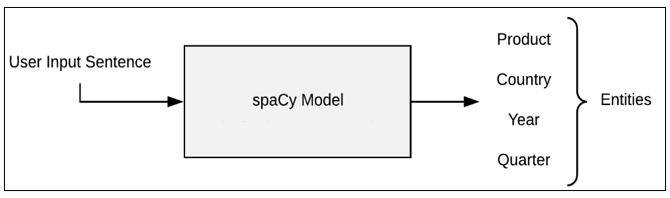 User Input Sentence
spaCy Model
Product
Country
Year
Quarter
Entities